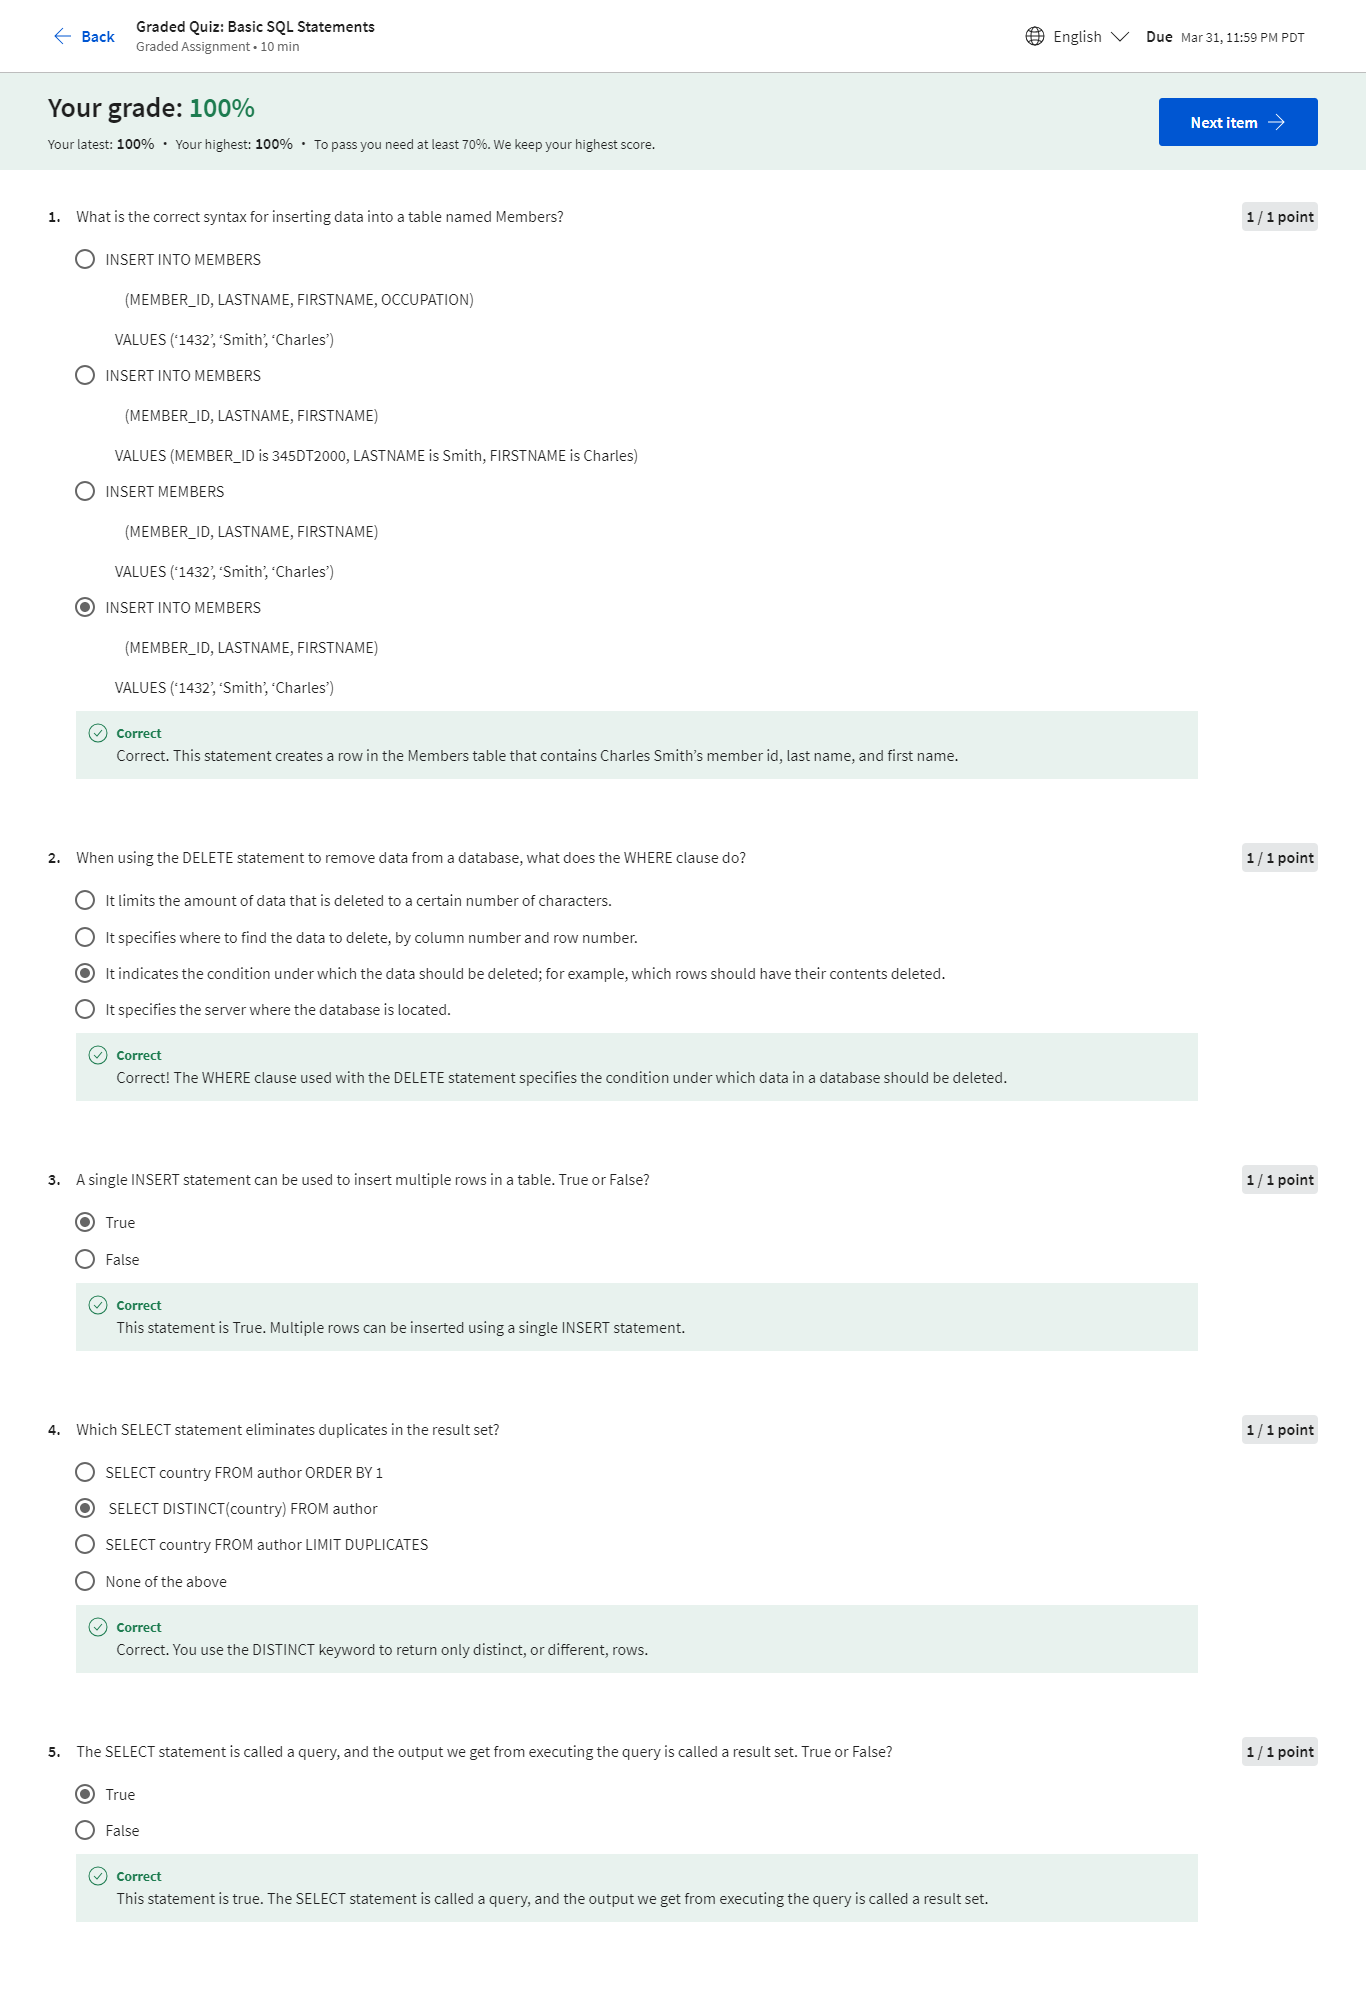 Back
Graded Quiz: Basic SQL Statements
Graded Assignment • 10 min
English
Due Mar 31, 11:59 PM PDT
Your grade: 100%
Your latest: 100% • Your highest: 100% • To pass you need at least 70%. We keep your highest score.
Next item
1. What is the correct syntax for inserting data into a table named Members?
1 / 1 point
INSERT INTO MEMBERS
(MEMBER_ID, LASTNAME, FIRSTNAME, OCCUPATION)
VALUES (‘1432’, ‘Smith’, ‘Charles’)
INSERT INTO MEMBERS
(MEMBER_ID, LASTNAME, FIRSTNAME)
VALUES (MEMBER_ID is 345DT2000, LASTNAME is Smith, FIRSTNAME is Charles)
INSERT MEMBERS
(MEMBER_ID, LASTNAME, FIRSTNAME)
VALUES (‘1432’, ‘Smith’, ‘Charles’)
INSERT INTO MEMBERS
(MEMBER_ID, LASTNAME, FIRSTNAME)
VALUES (‘1432’, ‘Smith’, ‘Charles’)
Correct
Correct. This statement creates a row in the Members table that contains Charles Smith’s member id, last name, and first name.
2. When using the DELETE statement to remove data from a database, what does the WHERE clause do?
1 / 1 point
It limits the amount of data that is deleted to a certain number of characters.
It specifies where to find the data to delete, by column number and row number.
It indicates the condition under which the data should be deleted; for example, which rows should have their contents deleted.
It specifies the server where the database is located.
Correct
Correct! The WHERE clause used with the DELETE statement specifies the condition under which data in a database should be deleted.
3. A single INSERT statement can be used to insert multiple rows in a table. True or False?
1 / 1 point
True
False
Correct
This statement is True. Multiple rows can be inserted using a single INSERT statement.
4. Which SELECT statement eliminates duplicates in the result set?
1 / 1 point
SELECT country FROM author ORDER BY 1
SELECT DISTINCT(country) FROM author
SELECT country FROM author LIMIT DUPLICATES
None of the above
Correct
Correct. You use the DISTINCT keyword to return only distinct, or different, rows.
5. The SELECT statement is called a query, and the output we get from executing the query is called a result set. True or False?
1 / 1 point
True
False
Correct
This statement is true. The SELECT statement is called a query, and the output we get from executing the query is called a result set.